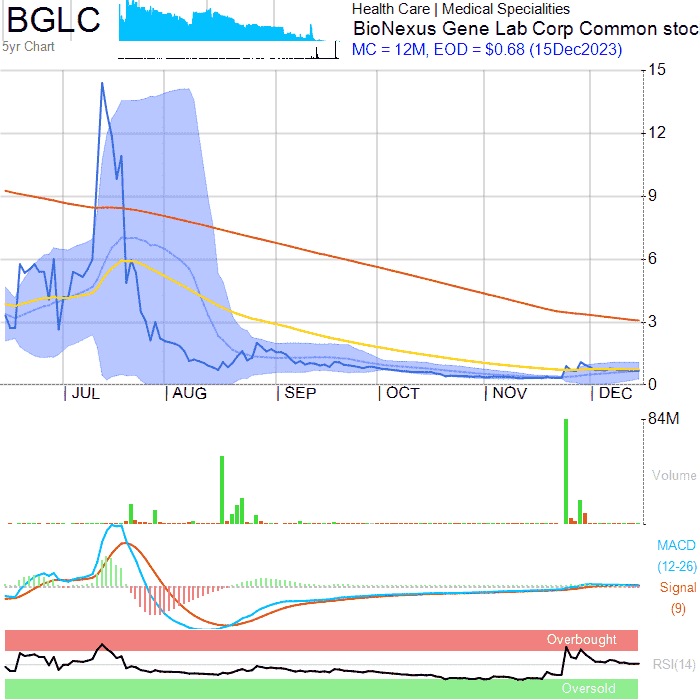 BGLC
5yr Chart
Health Care | Medical Specialities
BioNexus Gene Lab Corp Common stoc
MC = 12M, EOD = $0.68 (15Dec2023)
15
12
9
6
3
0
JUL AUG SEP OCT NOV DEC
84M
Volume
MACD
(12-26)
Signal
(9)
Overbought
RSI(14)
Oversold